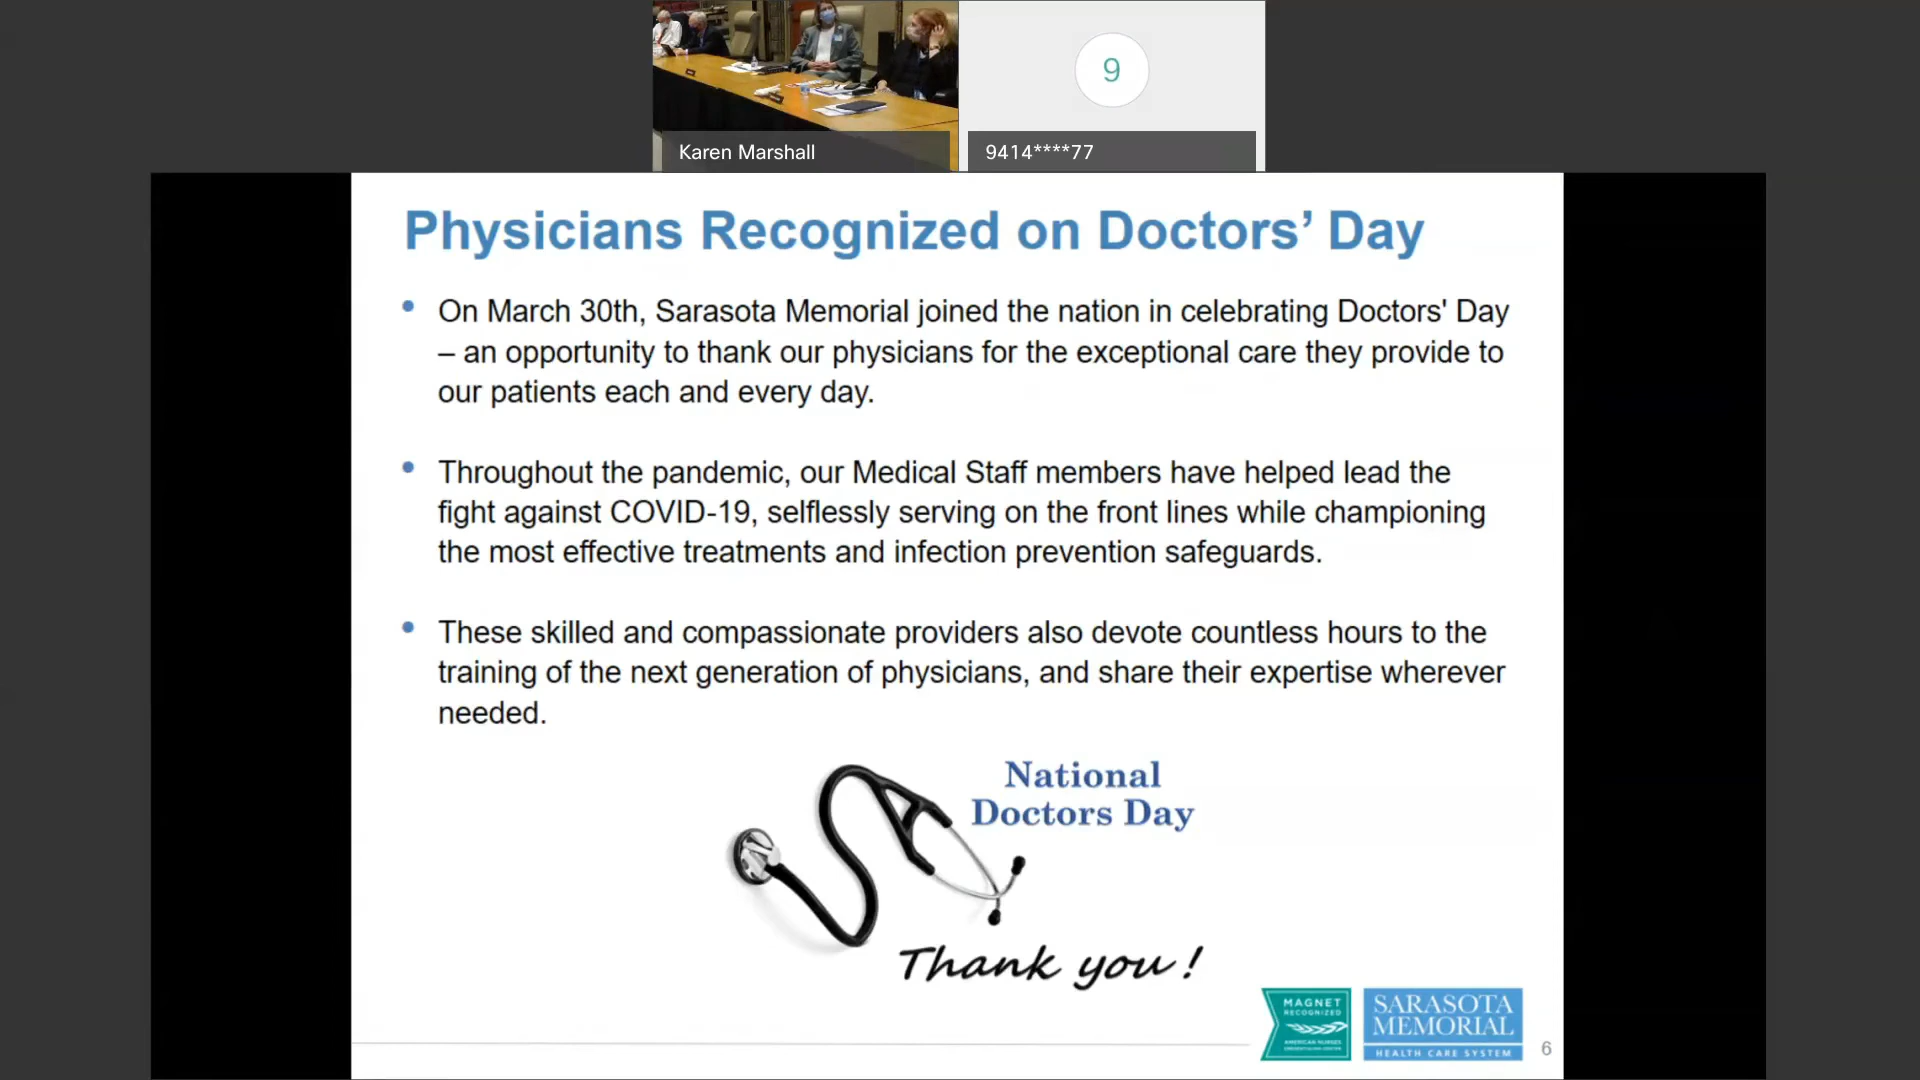 9
Karen Marshall
9414****77
Physicians Recognized on Doctors’ Day
• On March 30th, Sarasota Memorial joined the nation in celebrating Doctors' Day
– an opportunity to thank our physicians for the exceptional care they provide to
our patients each and every day.
• Throughout the pandemic, our Medical Staff members have helped lead the
fight against COVID-19, selflessly serving on the front lines while championing
the most effective treatments and infection prevention safeguards.
• These skilled and compassionate providers also devote countless hours to the
training of the next generation of physicians, and share their expertise wherever
needed.
National
Doctors Day
Thank you!
MAGNET
RECOGNIZED
AMERICAN NURSES
CREDENTIALING CENTER
SARASOTA
MEMORIAL
HEALTH CARE SYSTEM
6